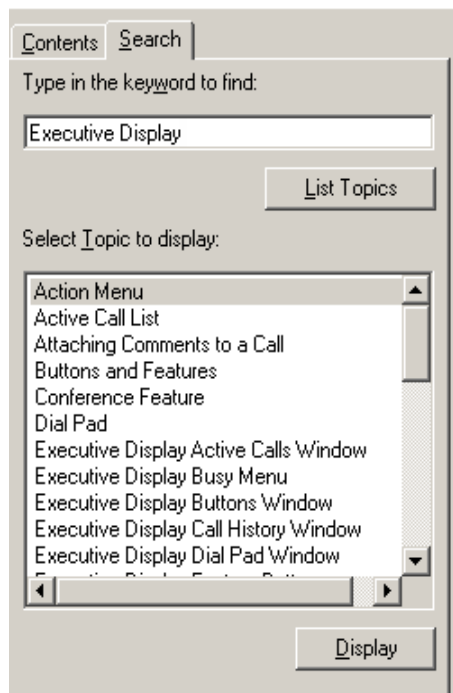 Contents Search
Type in the keyword to find:
Executive Display
List Topics
Select Topic to display:
Action Menu
Active Call List
Attaching Comments to a Call
Buttons and Features
Conference Feature
Dial Pad
Executive Display Active Calls Window
Executive Display Busy Menu
Executive Display Buttons Window
Executive Display Call History Window
Executive Display Dial Pad Window
Display